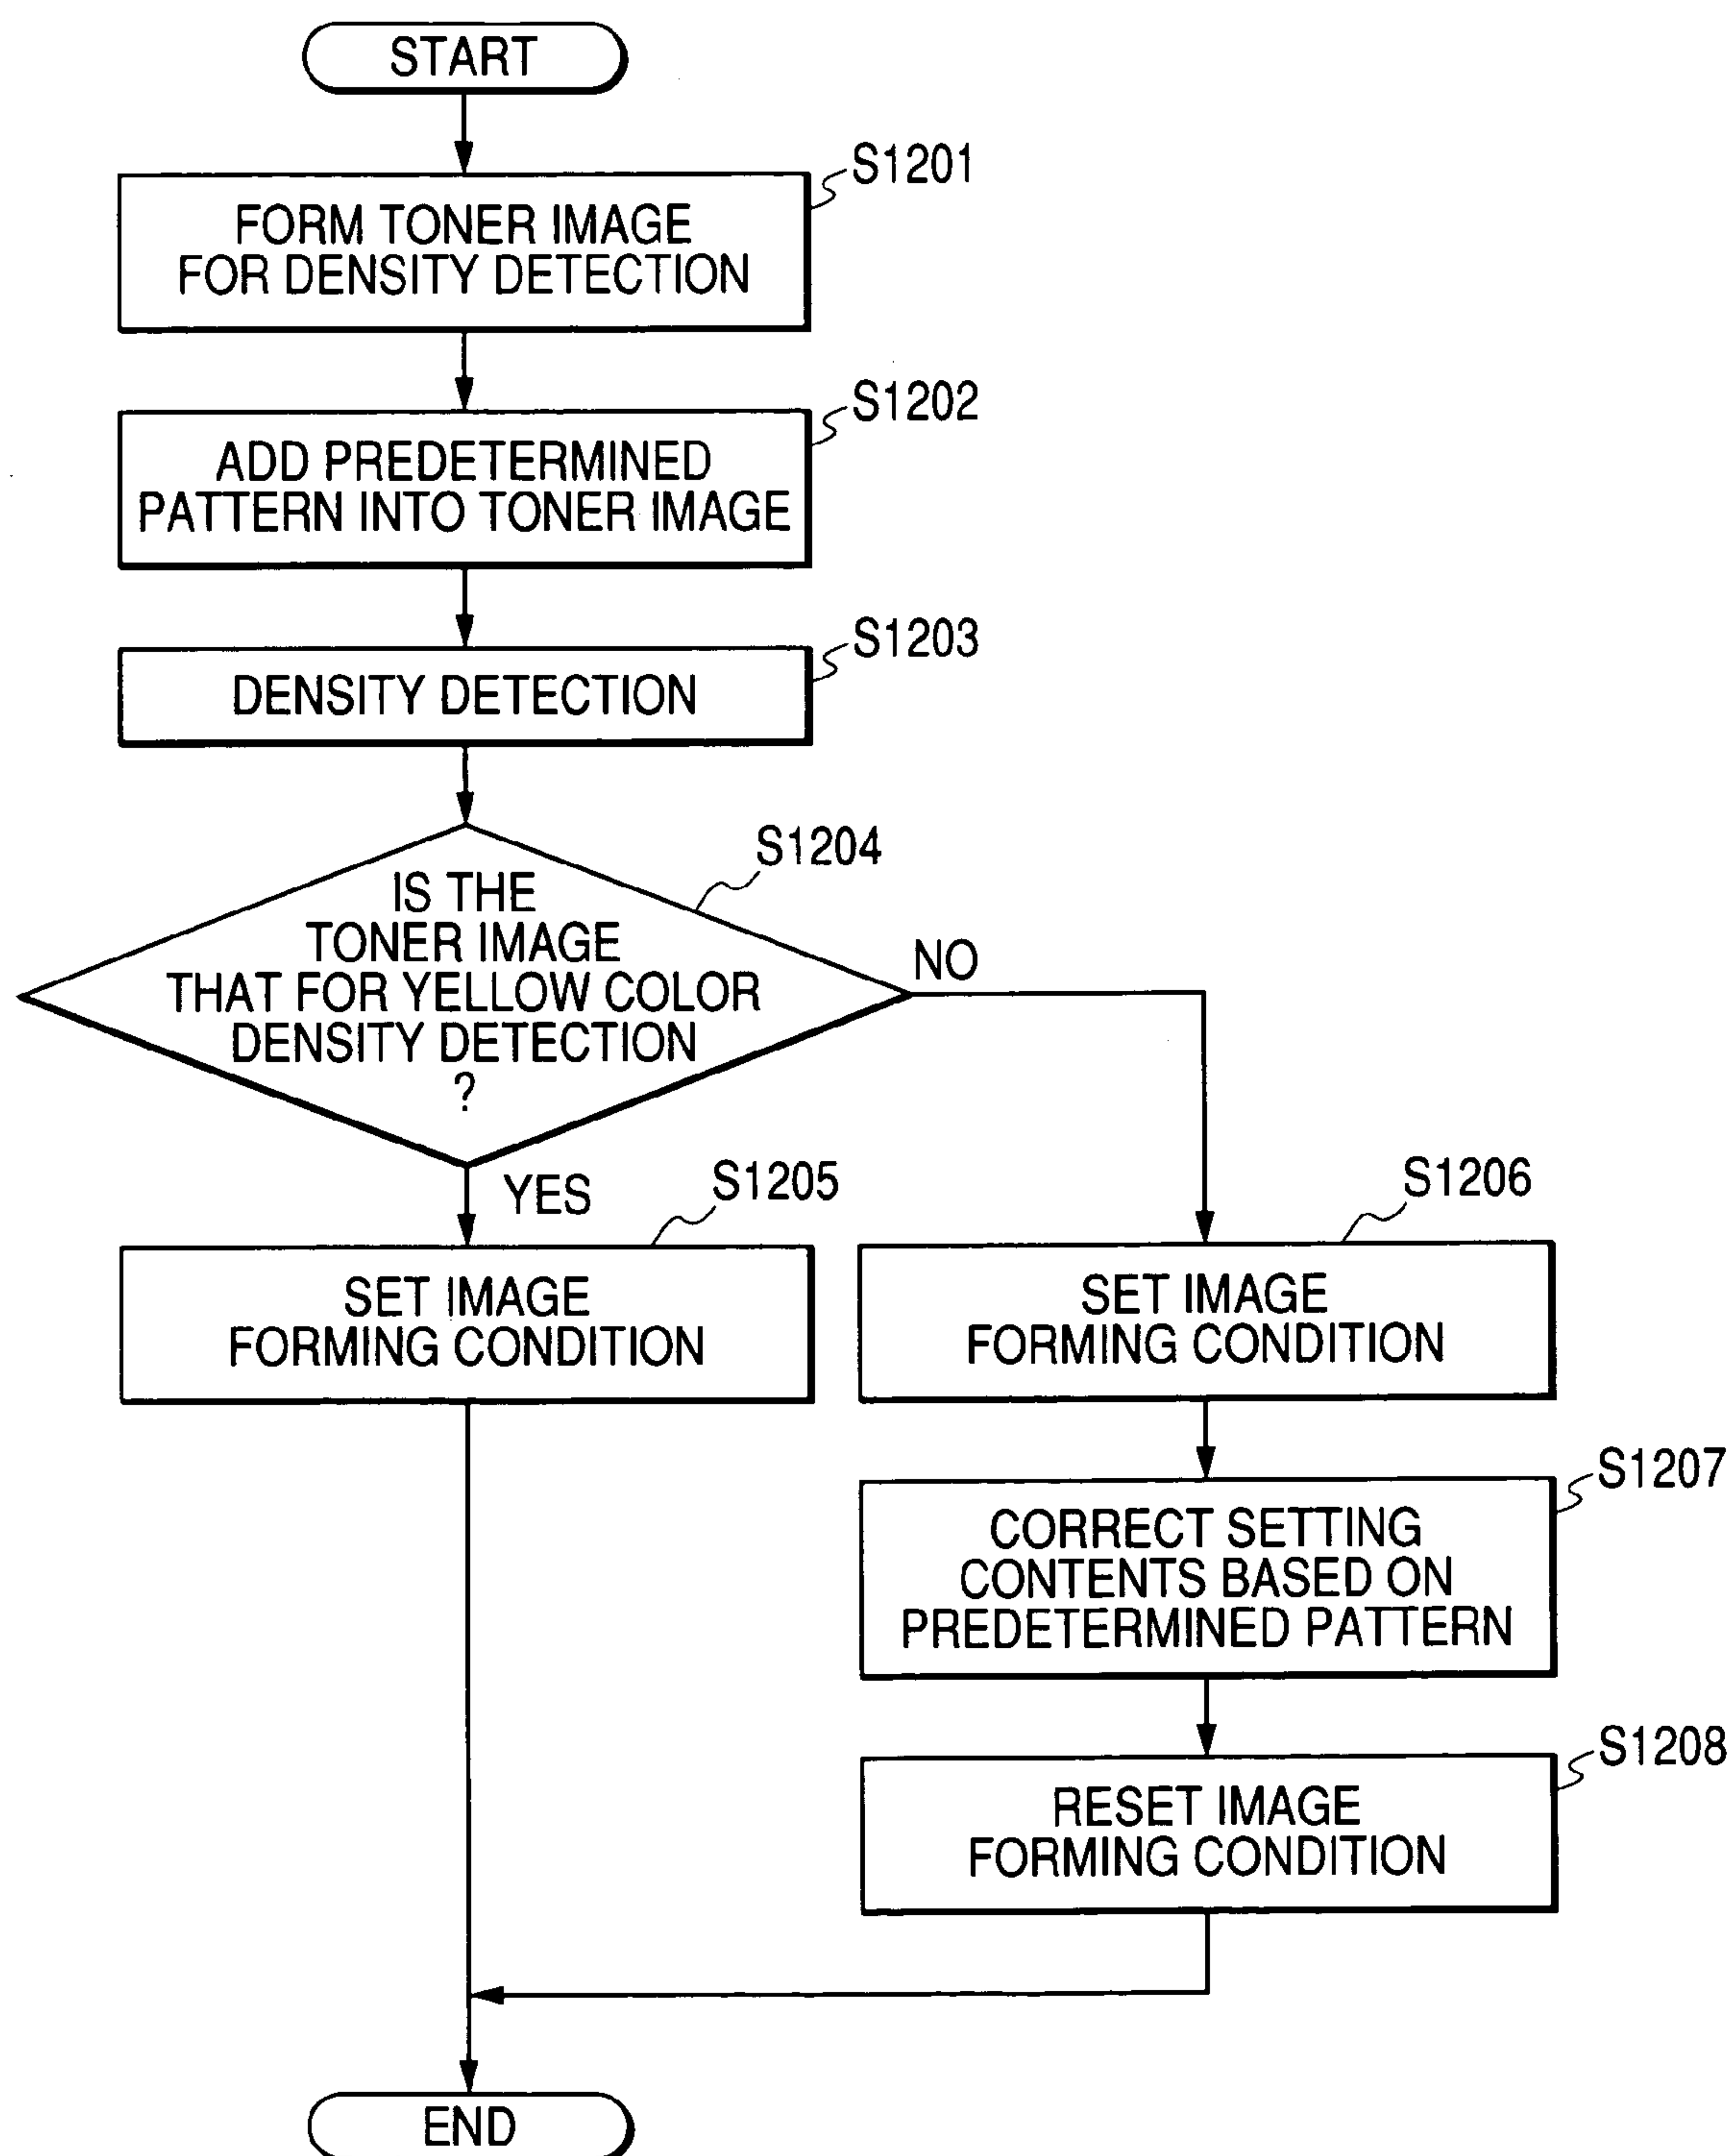 START
S1201
FORM TONER IMAGE
FOR DENSITY DETECTION
S1202
ADD PREDETERMINED
PATTERN INTO TONER IMAGE
S1203
DENSITY DETECTION
S1204
IS THE
TONER IMAGE
THAT FOR YELLOW COLOR
DENSITY DETECTION
?
NO
YES
S1205
SET IMAGE
FORMING CONDITION
S1206
SET IMAGE
FORMING CONDITION
S1207
CORRECT SETTING
CONTENTS BASED ON
PREDETERMINED PATTERN
S1208
RESET IMAGE
FORMING CONDITION
END